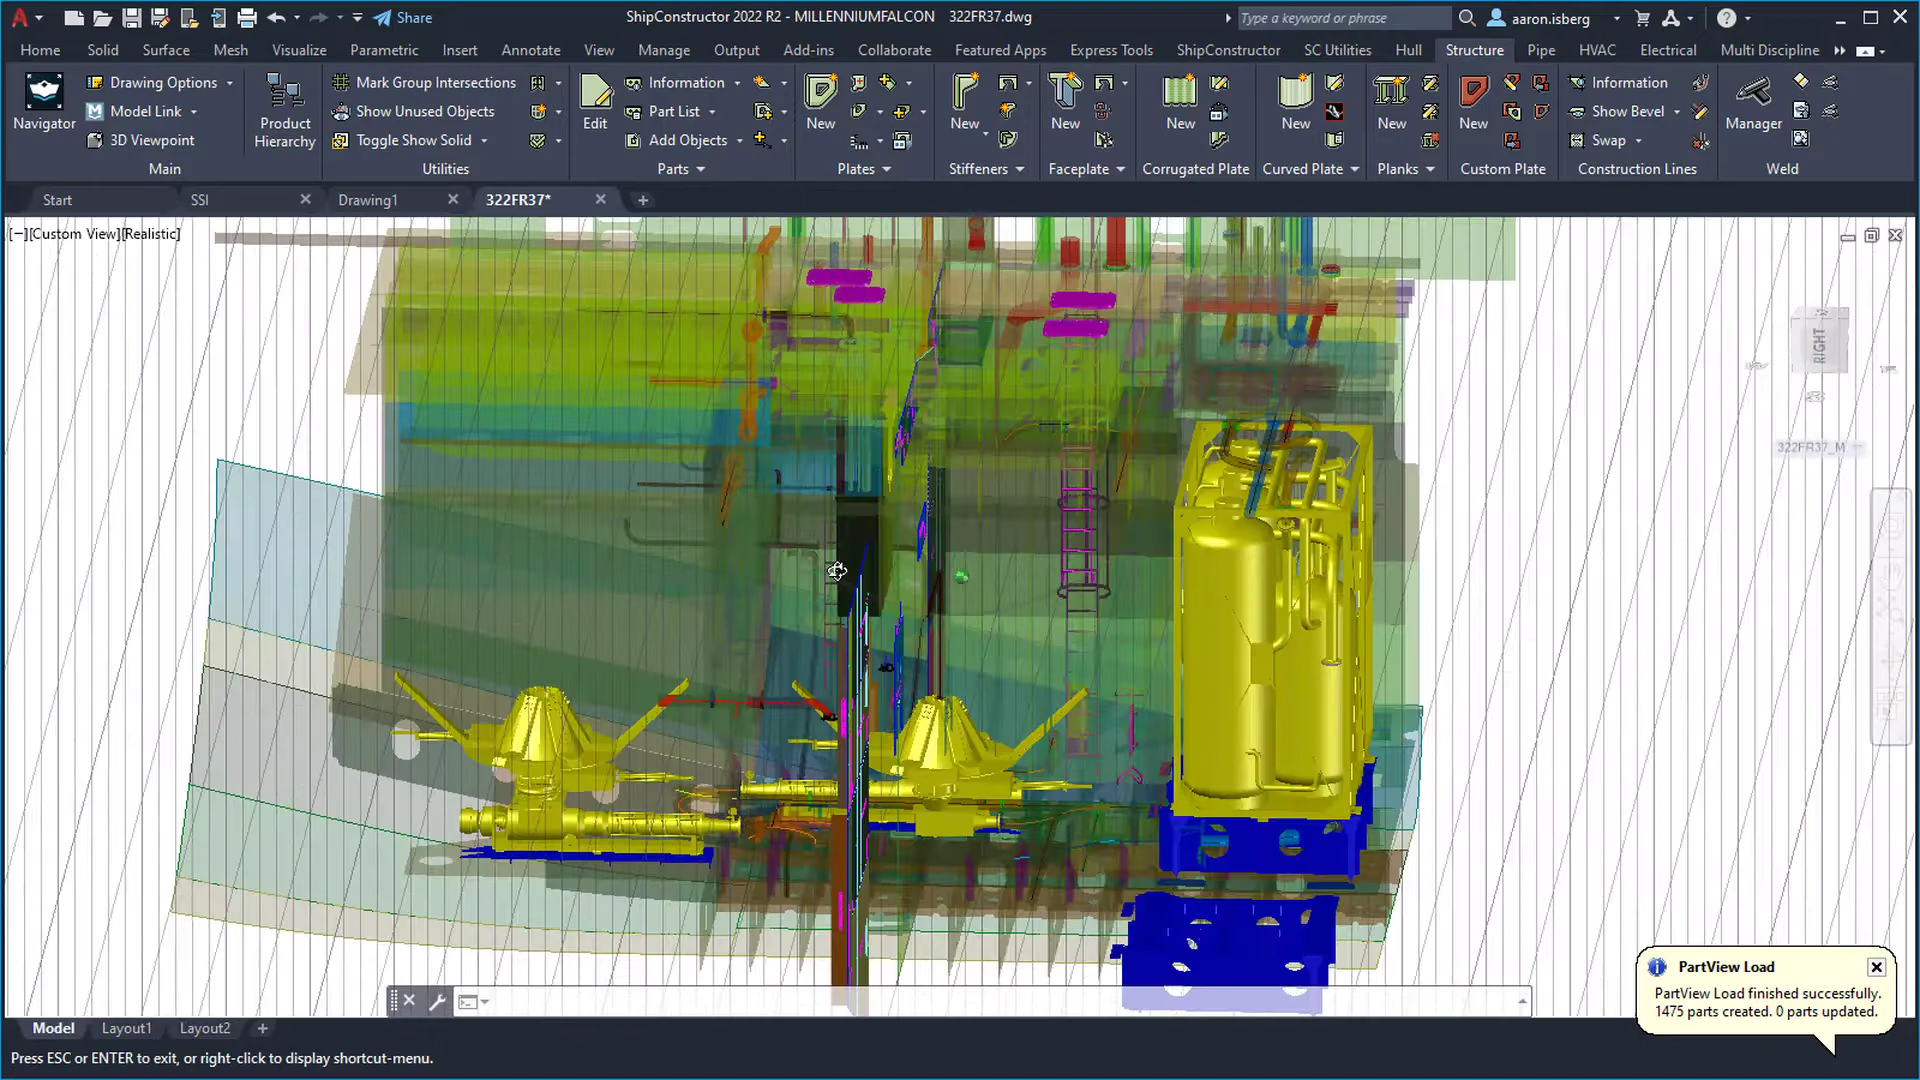 Share
ShipConstructor 2022 R2 - MILLENNIUMFALCON 322FR37.dwg
Type a keyword or phrase
aaron.isberg
Home Solid Surface Mesh Visualize Parametric Insert Annotate View Manage Output Add-ins Collaborate Featured Apps Express Tools ShipConstructor SC Utilities Hull Structure Pipe HVAC Electrical Multi Discipline
Navigator
Drawing Options
Model Link
3D Viewpoint
Main
Product
Hierarchy
Mark Group Intersections
Show Unused Objects
Toggle Show Solid
Utilities
Edit
Information
Part List
Add Objects
Parts
New
Plates
New
Stiffeners
New
Faceplate
New
Corrugated Plate
New
Curved Plate
New
Planks
New
Custom Plate
Information
Show Bevel
Swap
Construction Lines
Manager
Weld
Start
SSI
Drawing1
322FR37*
[−][Custom View][Realistic]
RIGHT
322FR37_M
PartView Load
PartView Load finished successfully.
1475 parts created. 0 parts updated.
Model Layout1 Layout2
Press ESC or ENTER to exit, or right-click to display shortcut-menu.